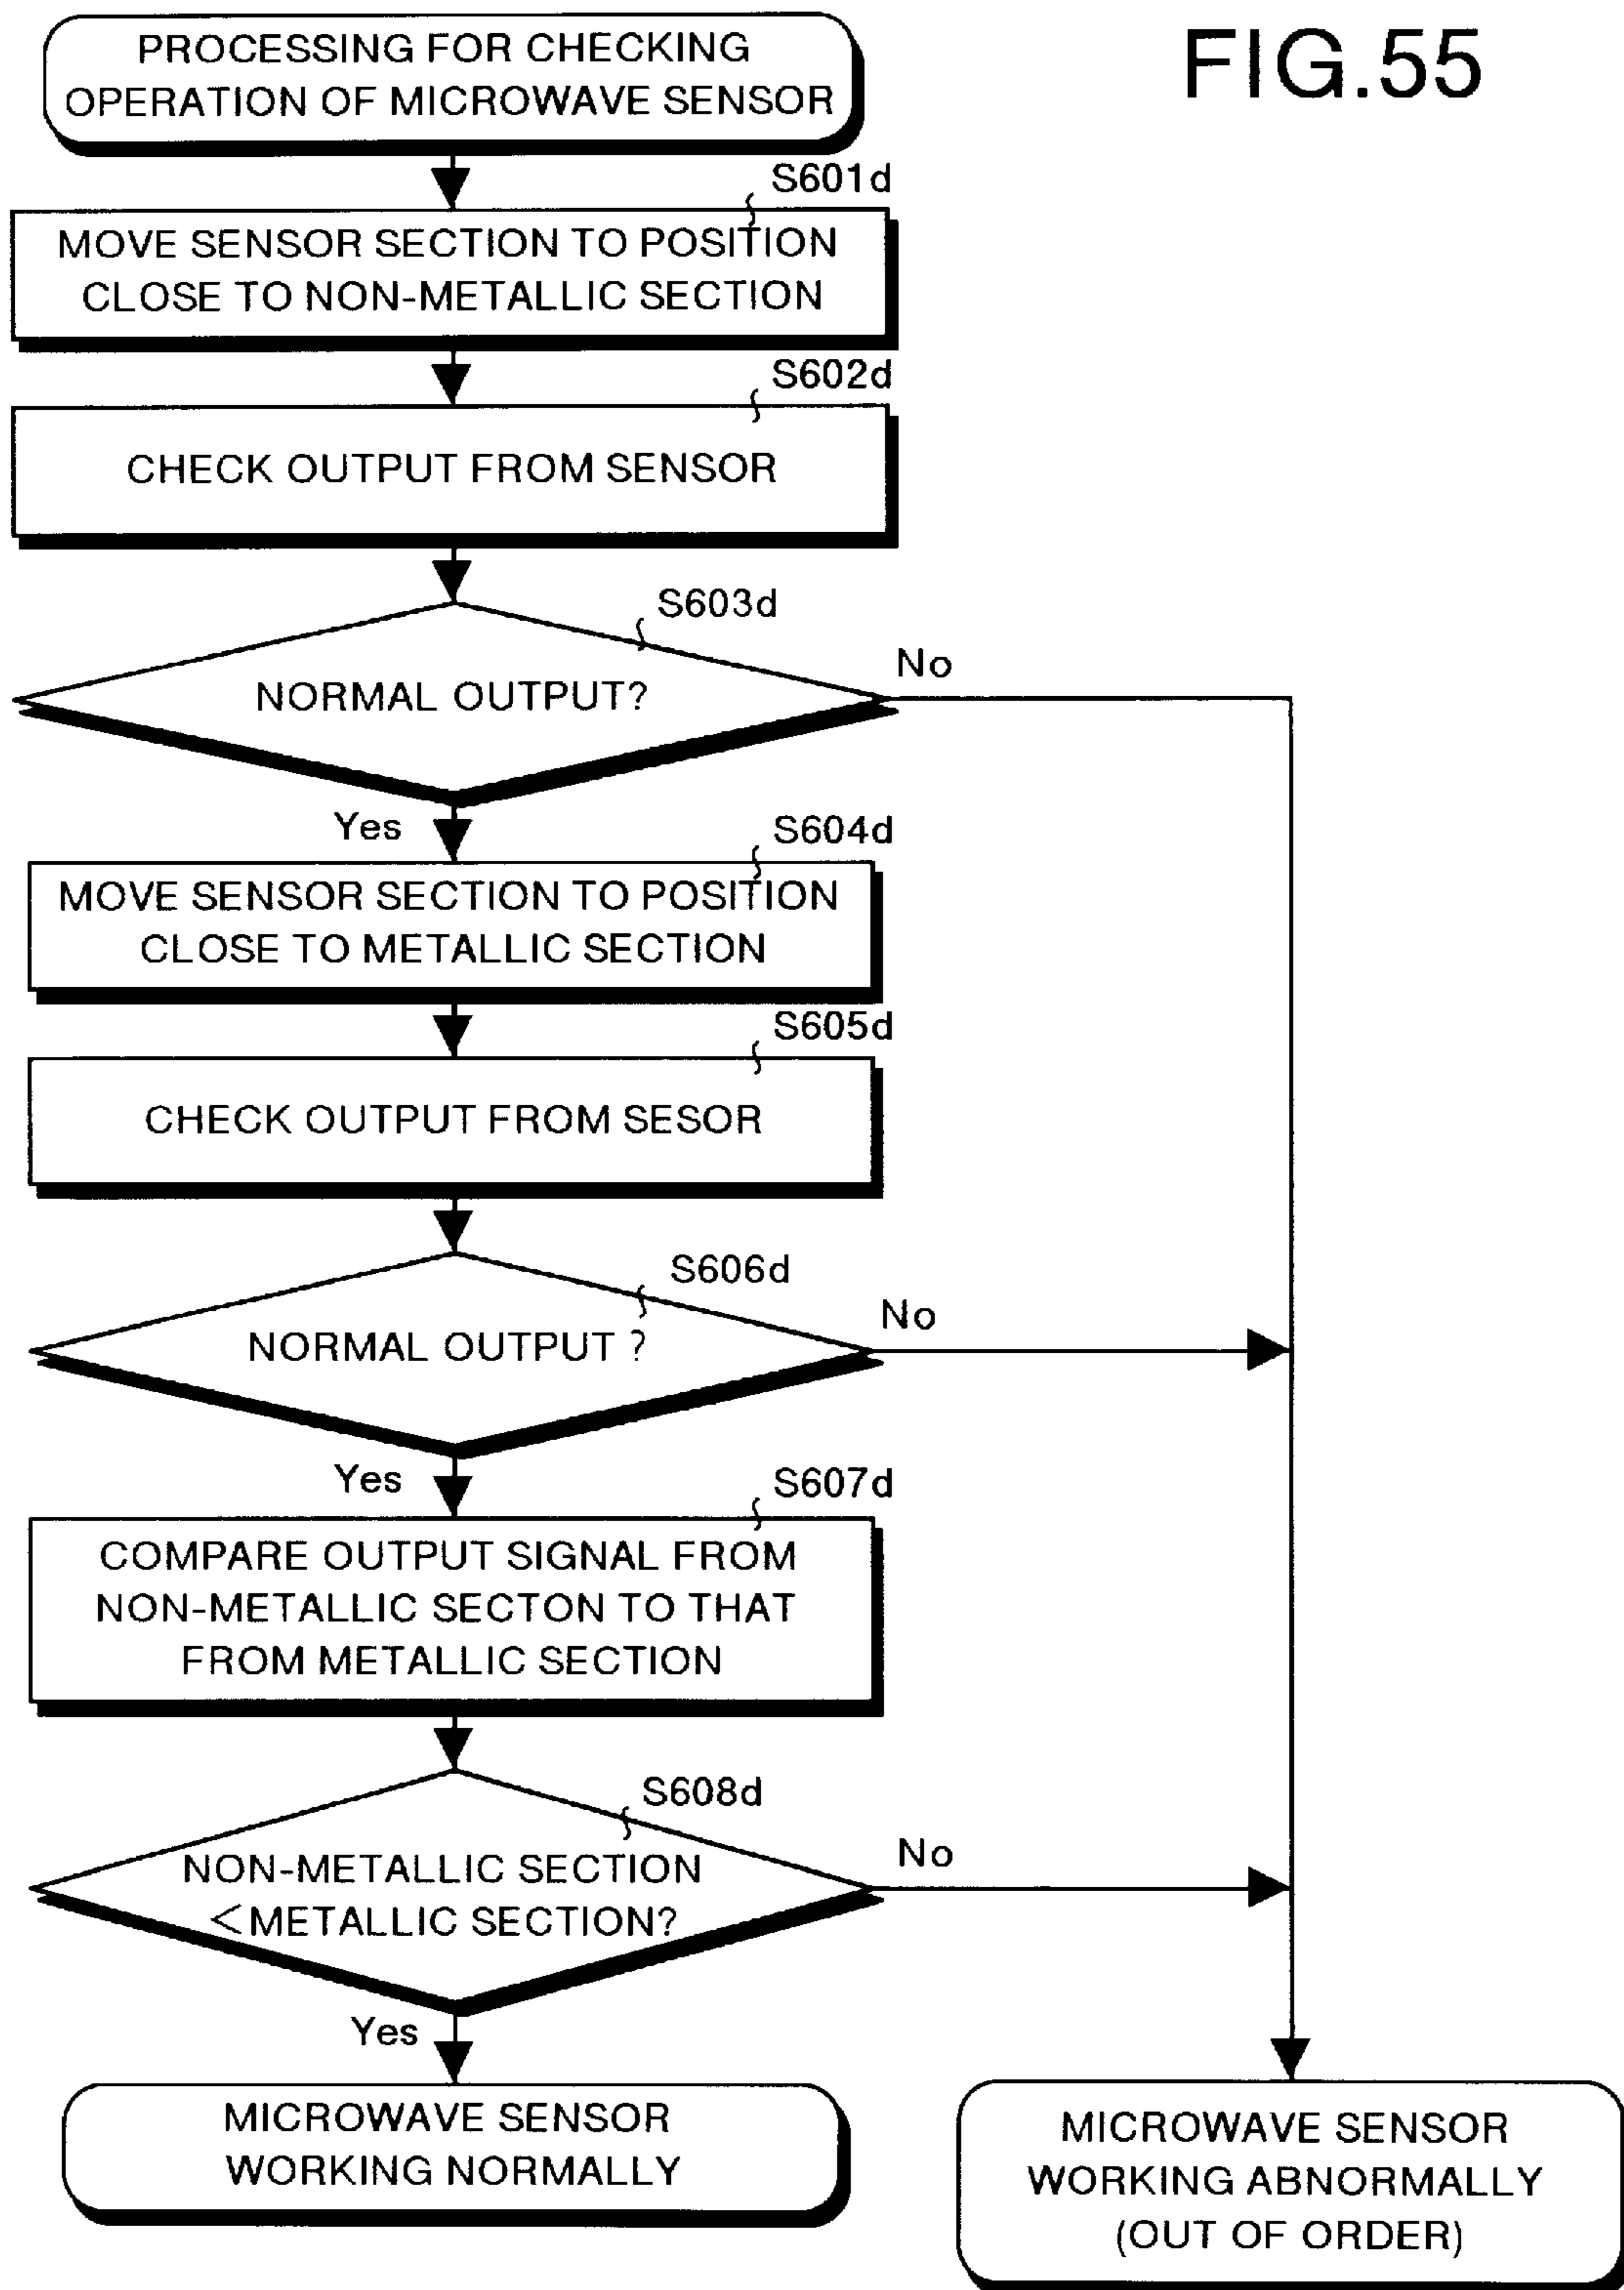 FIG.55
PROCESSING FOR CHECKING
OPERATION OF MICROWAVE SENSOR
S601d
MOVE SENSOR SECTION TO POSITION
CLOSE TO NON-METALLIC SECTION
S602d
CHECK OUTPUT FROM SENSOR
S603d
NORMAL OUTPUT?
No
Yes
S604d
MOVE SENSOR SECTION TO POSITION
CLOSE TO METALLIC SECTION
S605d
CHECK OUTPUT FROM SESOR
S606d
NORMAL OUTPUT ?
No
Yes
S607d
COMPARE OUTPUT SIGNAL FROM
NON-METALLIC SECTON TO THAT
FROM METALLIC SECTION
S608d
NON-METALLIC SECTION
<METALLIC SECTION?
No
Yes
MICROWAVE SENSOR
WORKING NORMALLY
MICROWAVE SENSOR
WORKING ABNORMALLY
(OUT OF ORDER)